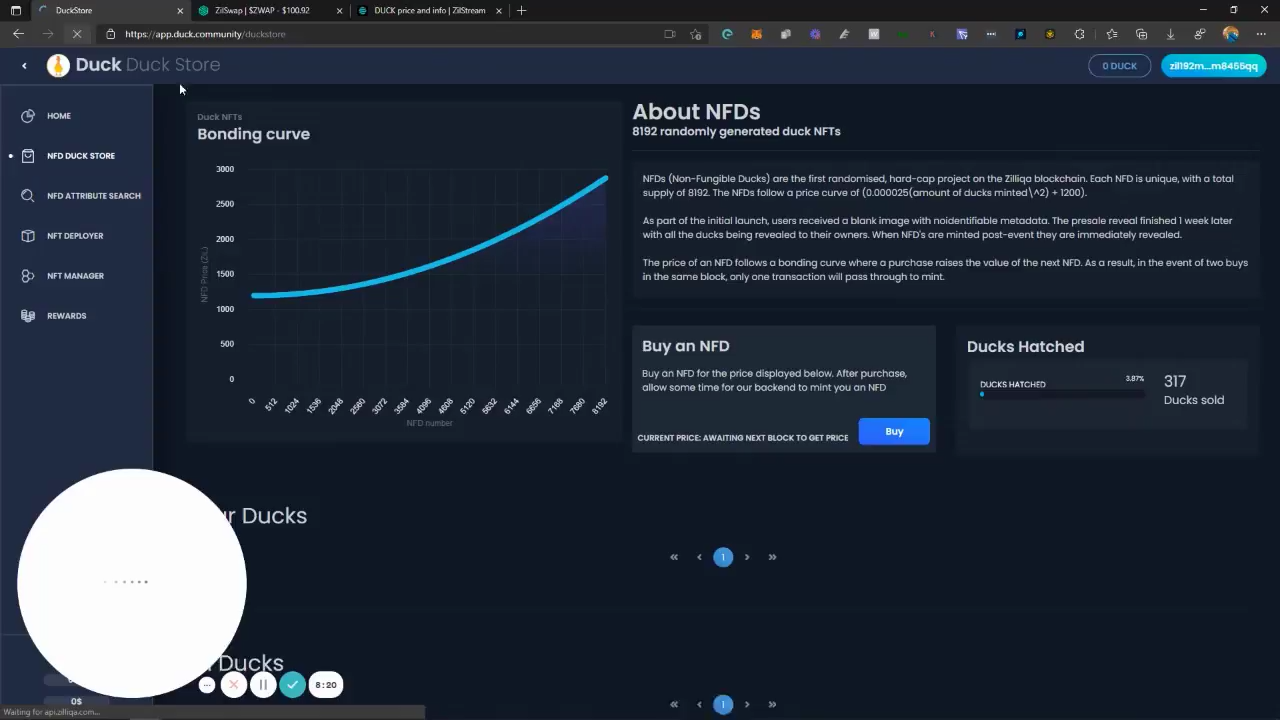 DuckStore
ZilSwap | $ZWAP - $100.92
DUCK price and info | ZilStream
https://app.duck.community/duckstore
Duck Duck Store
0 DUCK
zil192m...m8455qq
HOME
NFD DUCK STORE
NFD ATTRIBUTE SEARCH
NFT DEPLOYER
NFT MANAGER
REWARDS
Duck NFTs
Bonding curve
3000
2500
2000
1500
1000
500
0
NFD Price (ZIL)
0 512 1024 1536 2048 2560 3072 3584 4096 4608 5120 5632 6144 6656 7168 7680 8192
NFD number
About NFDs
8192 randomly generated duck NFTs
NFDs (Non-Fungible Ducks) are the first randomised, hard-cap project on the Zilliqa blockchain. Each NFD is unique, with a total
supply of 8192. The NFDs follow a price curve of (0.000025(amount of ducks minted\^2) + 1200).
As part of the initial launch, users received a blank image with noidentifiable metadata. The presale reveal finished 1 week later
with all the ducks being revealed to their owners. When NFD's are minted post-event they are immediately revealed.
The price of an NFD follows a bonding curve where a purchase raises the value of the next NFD. As a result, in the event of two buys
in the same block, only one transaction will pass through to mint.
Buy an NFD
Buy an NFD for the price displayed below. After purchase,
allow some time for our backend to mint you an NFD
CURRENT PRICE: AWAITING NEXT BLOCK TO GET PRICE
Buy
Ducks Hatched
DUCKS HATCHED
3.87%
317
Ducks sold
r Ducks
« ‹ 1 › »
Ducks
« ‹ 1 › »
8:20
0$
Waiting for api.zilliqa.com...